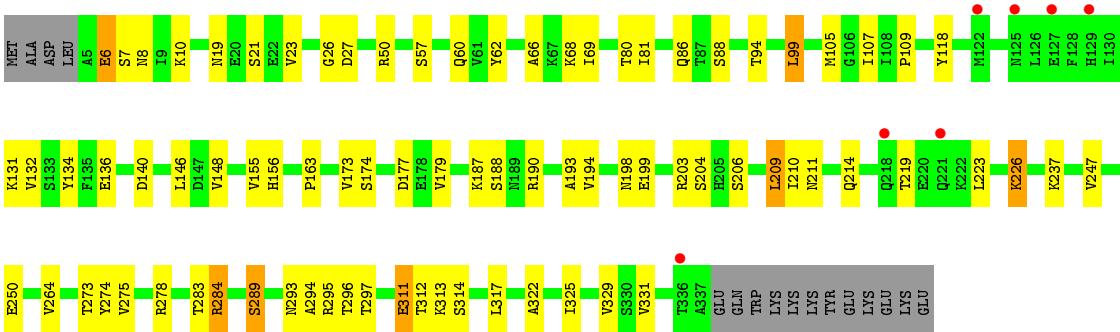 MET ALA ASP LEU A5 E6 S7 N8 I9 K10 N19 E20 S21 E22 V23 G26 D27 R50 S57 Q60 V61 Y62 A66 K67 K68 I69 T80 I81 Q86 T87 S88 T94 L99 M105 G106 I107 I108 P109 Y118 M122 N125 L126 E127 F128 H129 I130
K131 V132 S133 Y134 F135 E136 D140 L146 D147 V148 V155 H156 P163 V173 S174 D177 E178 V179 K187 S188 N189 R190 A193 V194 N198 E199 R203 S204 H205 S206 L209 I210 N211 Q214 Q218 T219 E220 Q221 K222 L223 K226 K237 V247
E250 V264 T273 Y274 V275 R278 T283 R284 S289 N293 A294 R295 T296 T297 E311 T312 K313 S314 L317 A322 I325 V329 S330 V331 T336 A337 GLU GLN TRP LYS LYS LYS TYR GLU LYS GLU LYS GLU